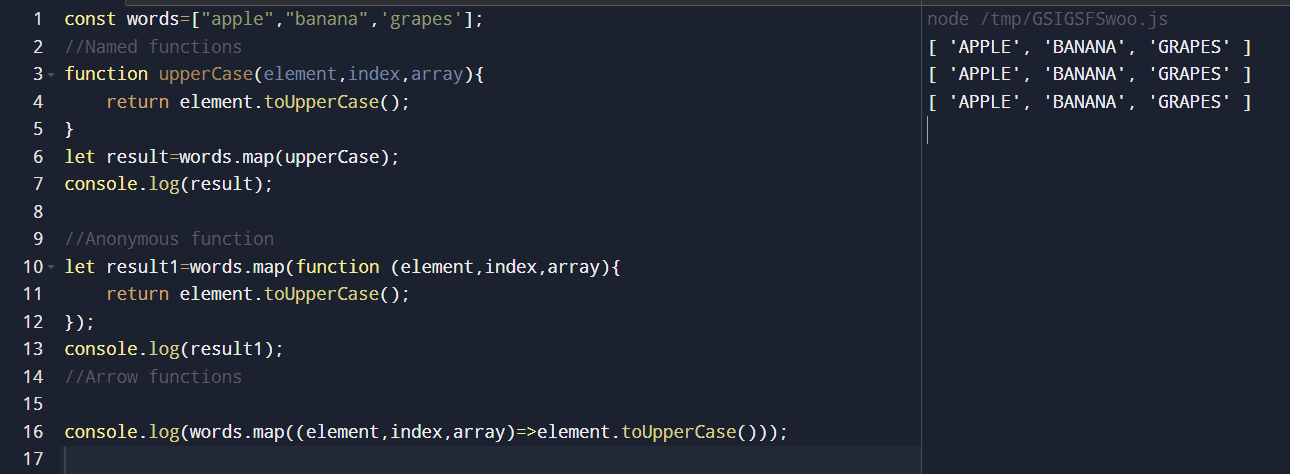 1 const words=["apple","banana",'grapes'];
2 //Named functions
3 function upperCase(element,index,array){
4     return element.toUpperCase();
5 }
6 let result=words.map(upperCase);
7 console.log(result);
8
9 //Anonymous function
10 let result1=words.map(function (element,index,array){
11     return element.toUpperCase();
12 });
13 console.log(result1);
14 //Arrow functions
15
16 console.log(words.map((element,index,array)=>element.toUpperCase()));
17
node /tmp/GSIGSFSwoo.js
[ 'APPLE', 'BANANA', 'GRAPES' ]
[ 'APPLE', 'BANANA', 'GRAPES' ]
[ 'APPLE', 'BANANA', 'GRAPES' ]